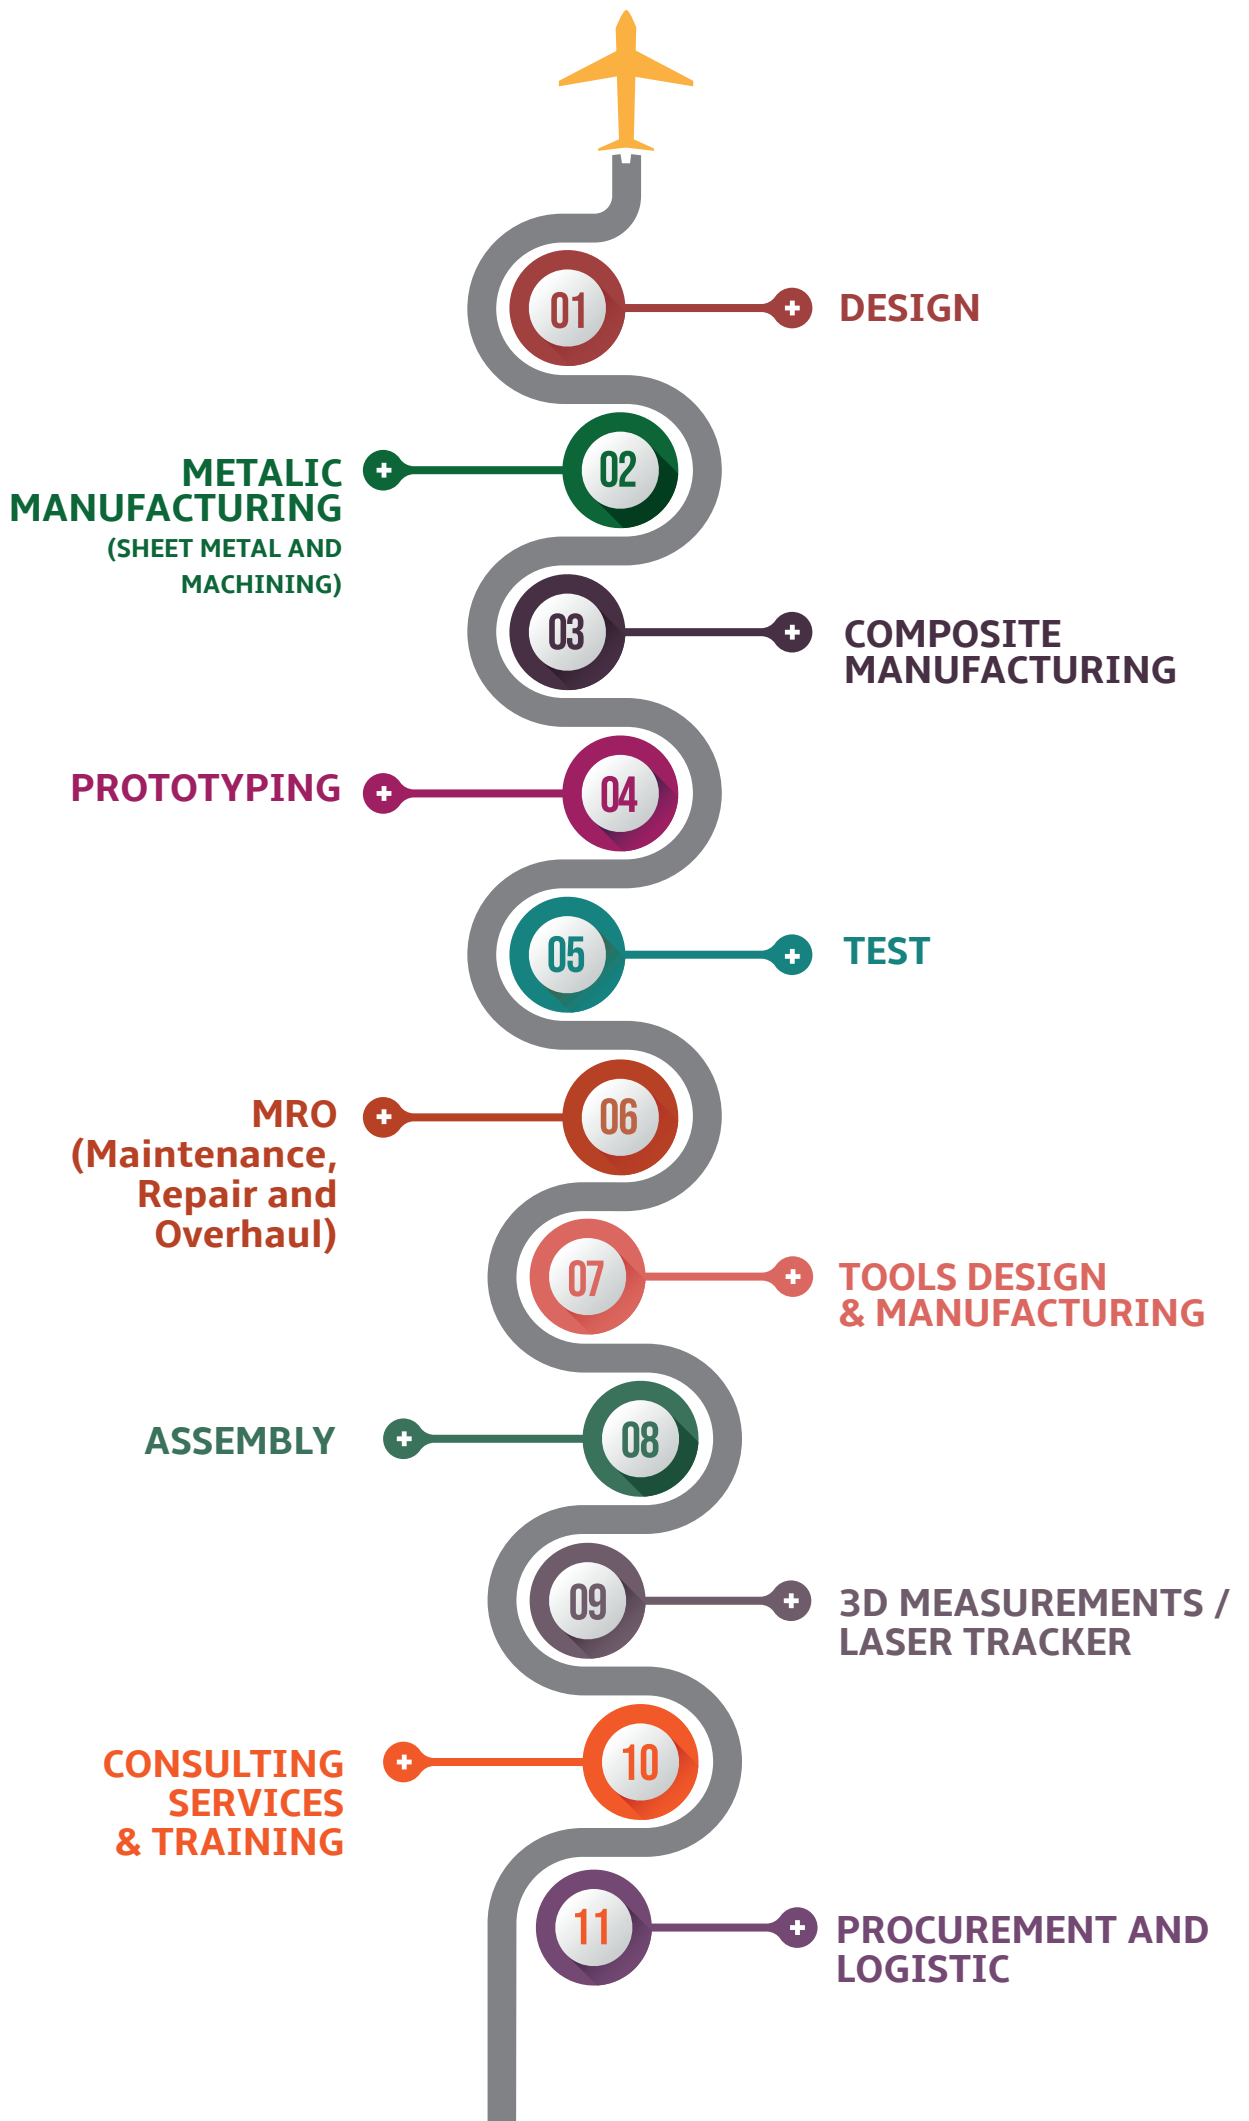 01
DESIGN
02
METALIC
MANUFACTURING
(SHEET METAL AND
MACHINING)
03
COMPOSITE
MANUFACTURING
04
PROTOTYPING
05
TEST
06
MRO
(Maintenance,
Repair and
Overhaul)
07
TOOLS DESIGN
& MANUFACTURING
08
ASSEMBLY
09
3D MEASUREMENTS /
LASER TRACKER
10
CONSULTING
SERVICES
& TRAINING
11
PROCUREMENT AND
LOGISTIC